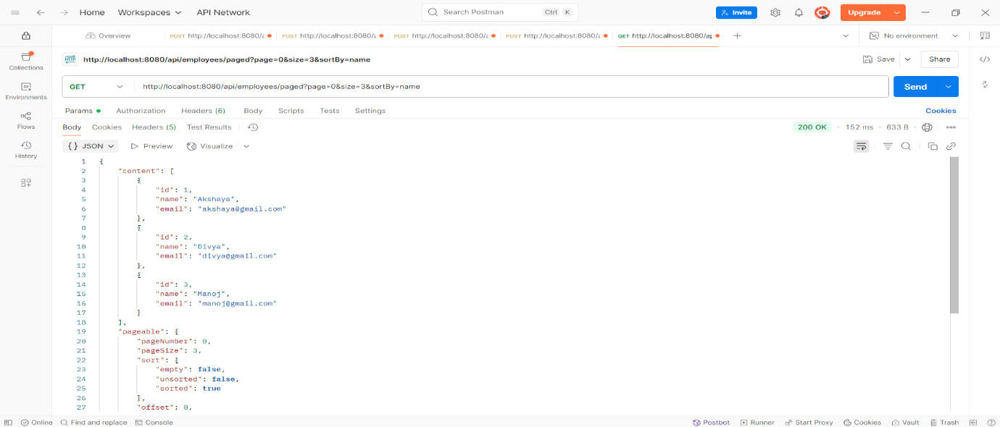 Home Workspaces API Network Search Postman Ctrl K Invite Upgrade
Overview POST http://localhost:8080/a POST http://localhost:8080/a POST http://localhost:8080/a POST http://localhost:8080/a GET http://localhost:8080/ap No environment
Collections
Environments
Flows
History
HTTP http://localhost:8080/api/employees/paged?page=0&size=3&sortBy=name Save Share
GET http://localhost:8080/api/employees/paged?page=0&size=3&sortBy=name Send
Params Authorization Headers (6) Body Scripts Tests Settings Cookies
Body Cookies Headers (5) Test Results 200 OK 152 ms 633 B
{} JSON Preview Visualize
1 {
2 "content": [
3 {
4 "id": 1,
5 "name": "Akshaya",
6 "email": "akshaya@gmail.com"
7 },
8 {
9 "id": 2,
10 "name": "Divya",
11 "email": "divya@gmail.com"
12 },
13 {
14 "id": 3,
15 "name": "Manoj",
16 "email": "manoj@gmail.com"
17 }
18 ],
19 "pageable": {
20 "pageNumber": 0,
21 "pageSize": 3,
22 "sort": {
23 "empty": false,
24 "unsorted": false,
25 "sorted": true
26 },
27 "offset": 0,
Online Find and replace Console Postbot Runner Start Proxy Cookies Vault Trash